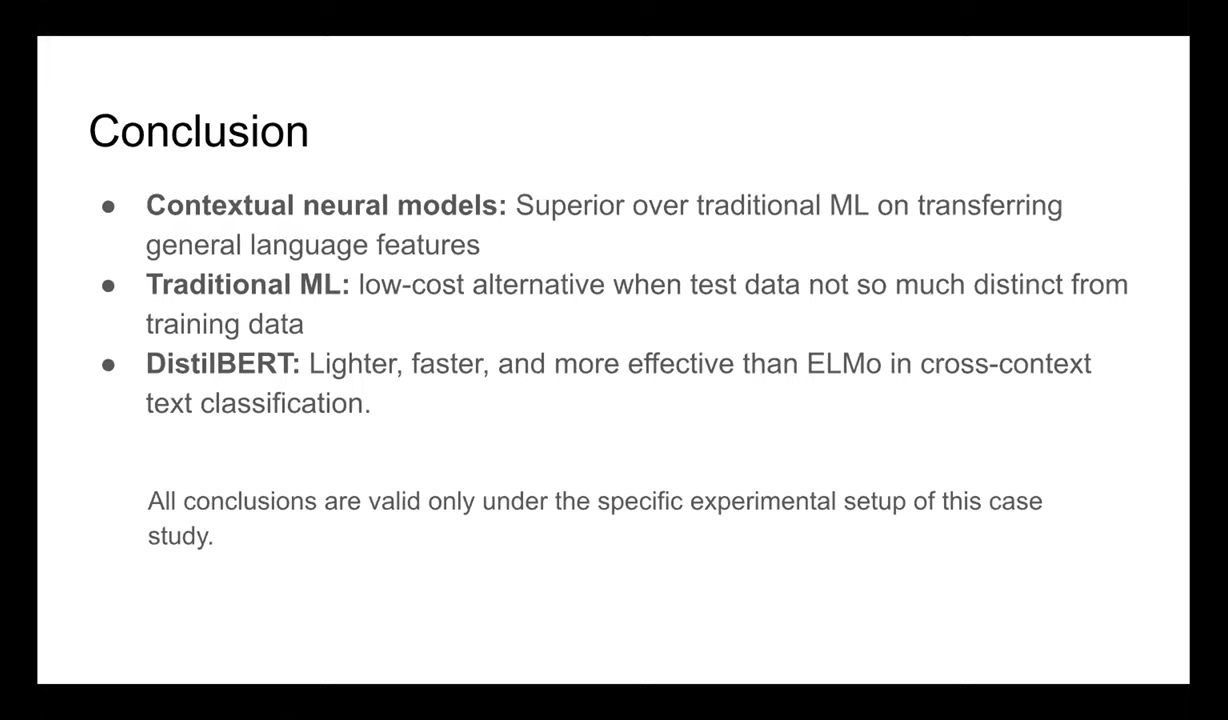 Conclusion
● Contextual neural models: Superior over traditional ML on transferring
general language features
● Traditional ML: low-cost alternative when test data not so much distinct from
training data
● DistilBERT: Lighter, faster, and more effective than ELMo in cross-context
text classification.
All conclusions are valid only under the specific experimental setup of this case
study.